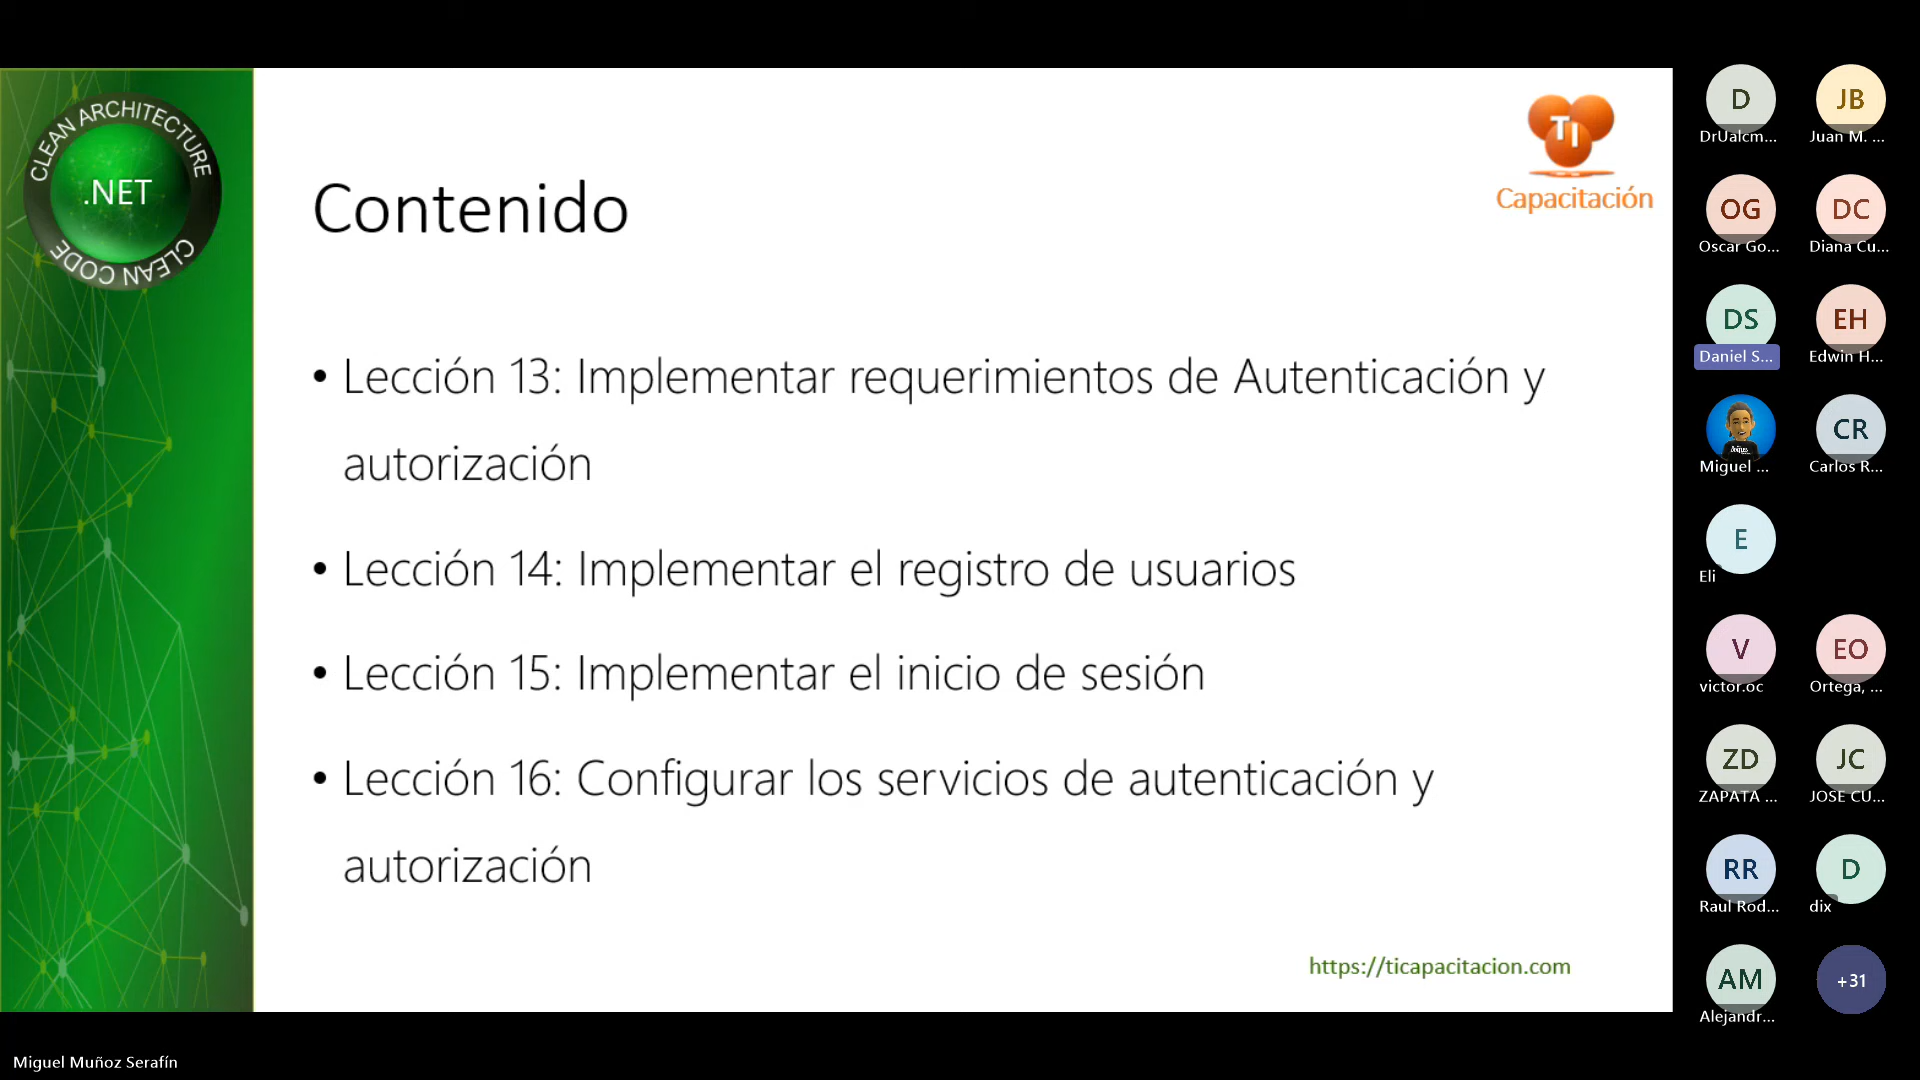 CLEAN ARCHITECTURE
.NET
CLEAN CODE
TI
Capacitación
Contenido
• Lección 13: Implementar requerimientos de Autenticación y
autorización
• Lección 14: Implementar el registro de usuarios
• Lección 15: Implementar el inicio de sesión
• Lección 16: Configurar los servicios de autenticación y
autorización
https://ticapacitacion.com
D
DrUalcm...
JB
Juan M. ...
OG
Oscar Go...
DC
Diana Cu...
DS
Daniel S...
EH
Edwin H...
Miguel ...
CR
Carlos R...
E
Eli
V
victor.oc
EO
Ortega, ...
ZD
ZAPATA ...
JC
JOSE CU...
RR
Raul Rod...
D
dix
AM
Alejandr...
+31
Miguel Muñoz Serafín